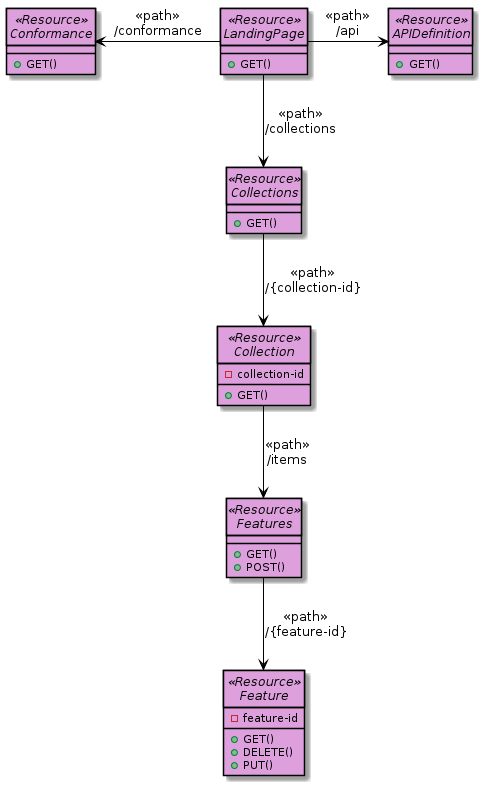 «Resource»
Conformance
GET()
«path»
/conformance
«Resource»
LandingPage
GET()
«path»
/api
«Resource»
APIDefinition
GET()
«path»
/collections
«Resource»
Collections
GET()
«path»
/{collection-id}
«Resource»
Collection
collection-id
GET()
«path»
/items
«Resource»
Features
GET()
POST()
«path»
/{feature-id}
«Resource»
Feature
feature-id
GET()
DELETE()
PUT()